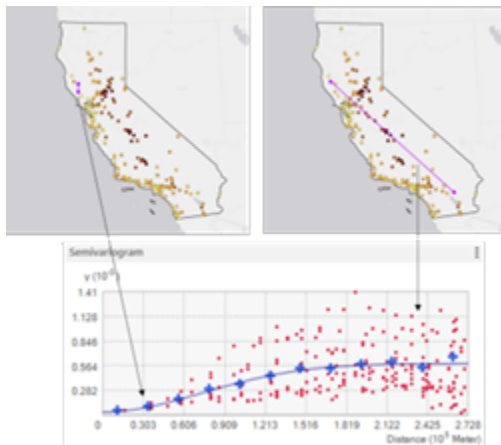 Semivariogram
γ (10⁻³)
1.41
1.128
0.846
0.564
0.282
0 0.303 0.606 0.909 1.213 1.516 1.819 2.122 2.425 2.728
Distance (10⁵ Meter)